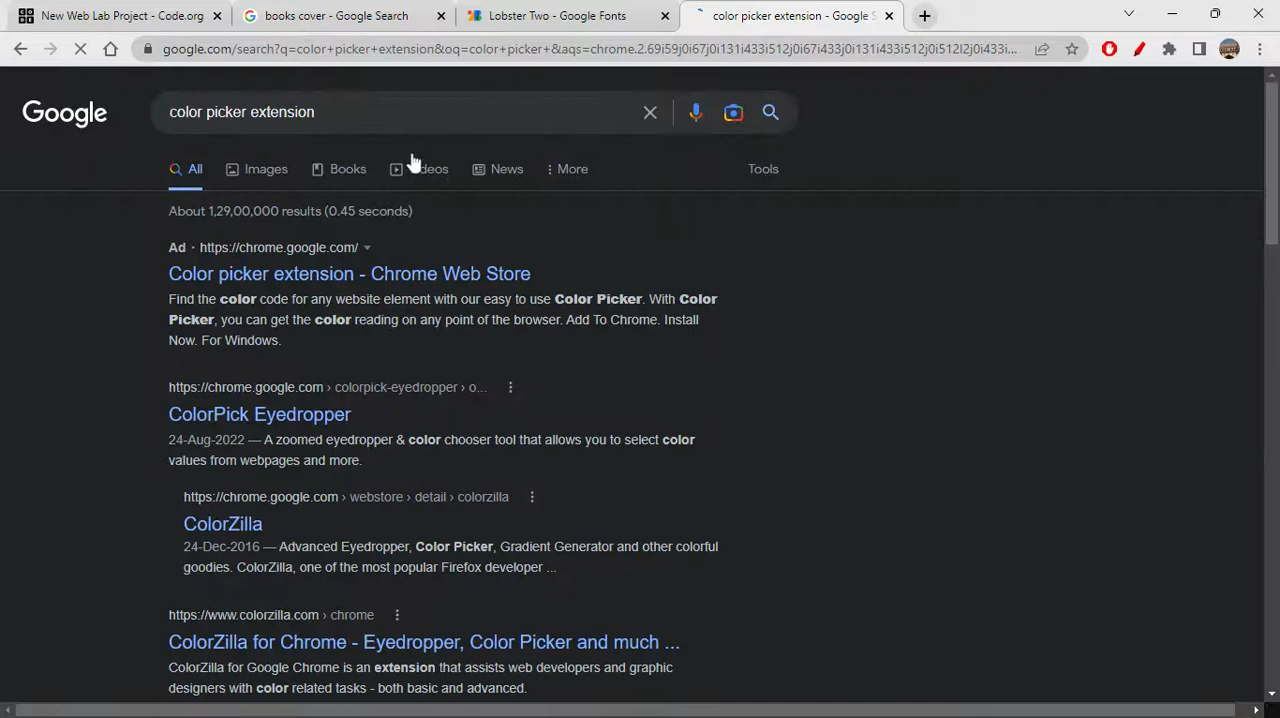 New Web Lab Project - Code.org
books cover - Google Search
Lobster Two - Google Fonts
color picker extension - Google S
google.com/search?q=color+picker+extension&oq=color+picker+&aqs=chrome.2.69i59j0i67j0i131i433i512j0i67i433j0i131i433i512j0i512l2j0i433i...
Google
color picker extension
All
Images
Books
News
More
Tools
About 1,29,00,000 results (0.45 seconds)
Ad · https://chrome.google.com/
Color picker extension - Chrome Web Store
Find the color code for any website element with our easy to use Color Picker. With Color
Picker, you can get the color reading on any point of the browser. Add To Chrome. Install
Now. For Windows.
https://chrome.google.com › colorpick-eyedropper › o...
ColorPick Eyedropper
24-Aug-2022 — A zoomed eyedropper & color chooser tool that allows you to select color
values from webpages and more.
https://chrome.google.com › webstore › detail › colorzilla
ColorZilla
24-Dec-2016 — Advanced Eyedropper, Color Picker, Gradient Generator and other colorful
goodies. ColorZilla, one of the most popular Firefox developer ...
https://www.colorzilla.com › chrome
ColorZilla for Chrome - Eyedropper, Color Picker and much ...
ColorZilla for Google Chrome is an extension that assists web developers and graphic
designers with color related tasks - both basic and advanced.